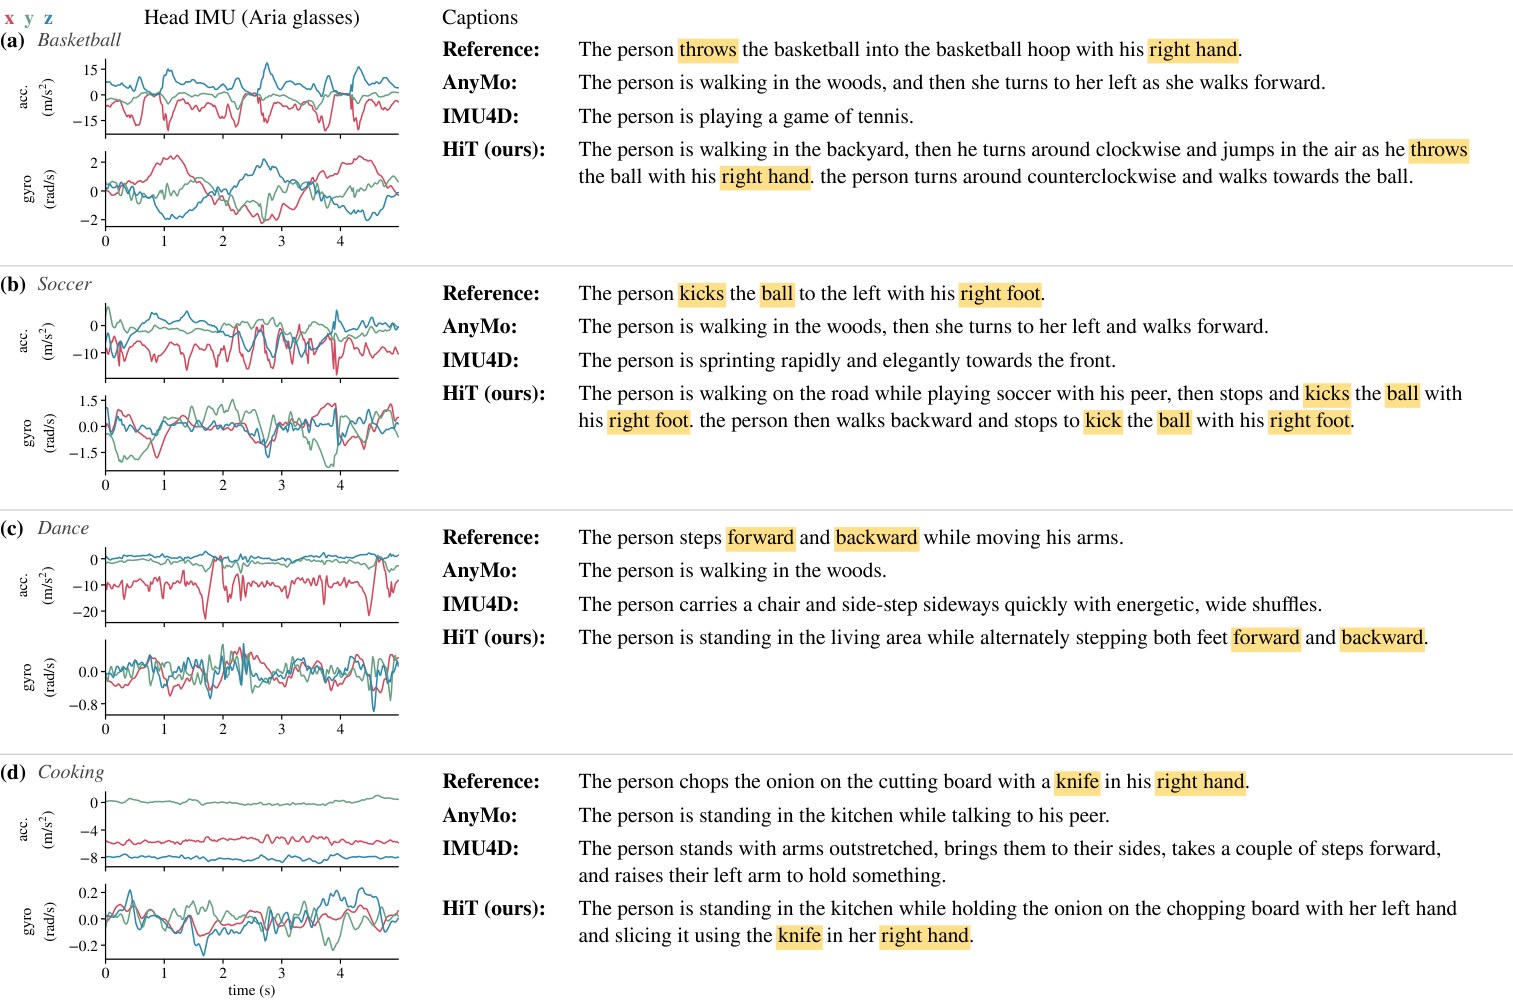 x y z Head IMU (Aria glasses) Captions
(a) Basketball
Reference: The person throws the basketball into the basketball hoop with his right hand.
AnyMo: The person is walking in the woods, and then she turns to her left as she walks forward.
IMU4D: The person is playing a game of tennis.
HiT (ours): The person is walking in the backyard, then he turns around clockwise and jumps in the air as he throws
the ball with his right hand. the person turns around counterclockwise and walks towards the ball.
acc.
(m/s²)
15
0
−15
gyro
(rad/s)
2
0
−2
0 1 2 3 4
(b) Soccer
Reference: The person kicks the ball to the left with his right foot.
AnyMo: The person is walking in the woods, then she turns to her left and walks forward.
IMU4D: The person is sprinting rapidly and elegantly towards the front.
HiT (ours): The person is walking on the road while playing soccer with his peer, then stops and kicks the ball with
his right foot. the person then walks backward and stops to kick the ball with his right foot.
acc.
(m/s²)
0
−10
gyro
(rad/s)
1.5
0.0
−1.5
0 1 2 3 4
(c) Dance
Reference: The person steps forward and backward while moving his arms.
AnyMo: The person is walking in the woods.
IMU4D: The person carries a chair and side-step sideways quickly with energetic, wide shuffles.
HiT (ours): The person is standing in the living area while alternately stepping both feet forward and backward.
acc.
(m/s²)
0
−10
−20
gyro
(rad/s)
0.0
−0.8
0 1 2 3 4
(d) Cooking
Reference: The person chops the onion on the cutting board with a knife in his right hand.
AnyMo: The person is standing in the kitchen while talking to his peer.
IMU4D: The person stands with arms outstretched, brings them to their sides, takes a couple of steps forward,
and raises their left arm to hold something.
HiT (ours): The person is standing in the kitchen while holding the onion on the chopping board with her left hand
and slicing it using the knife in her right hand.
acc.
(m/s²)
0
−4
−8
gyro
(rad/s)
0.2
0.0
−0.2
0 1 2 3 4
time (s)